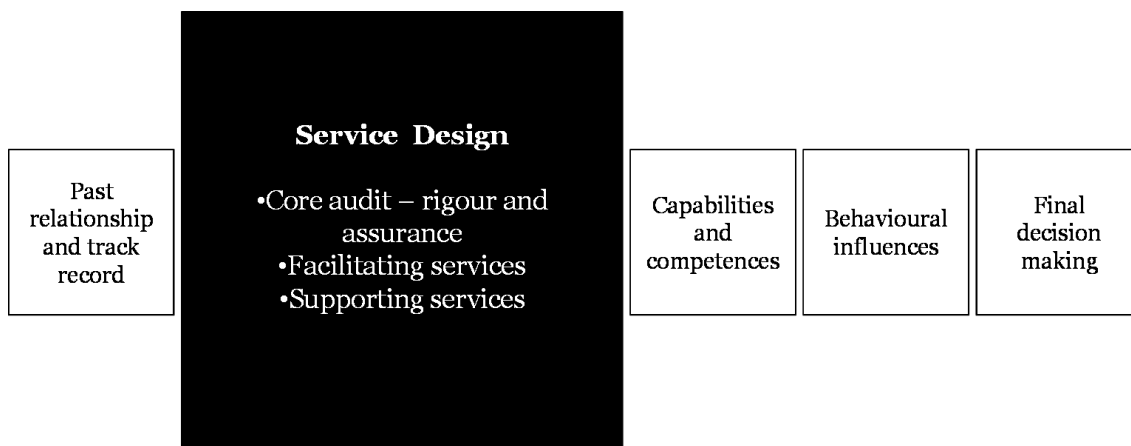 Past
relationship
and track
record
Service Design
•Core audit – rigour and
assurance
•Facilitating services
•Supporting services
Capabilities
and
competences
Behavioural
influences
Final
decision
making